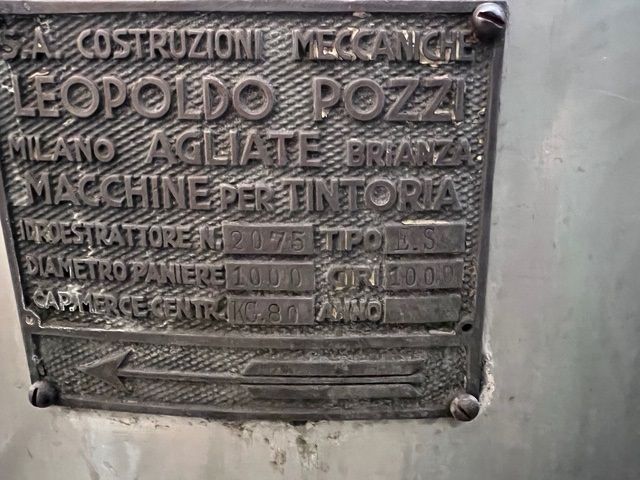 S.A. COSTRUZIONI MECCANICHE
LEOPOLDO POZZI
MILANO AGLIATE BRIANZA
MACCHINE PER TINTORIA
IDROESTRATTORE N. 2075 TIPO E.S
DIAMETRO PANIERE 1000 GIRI 1000
CAP. MERCE CENTR. KG.80 ANNO